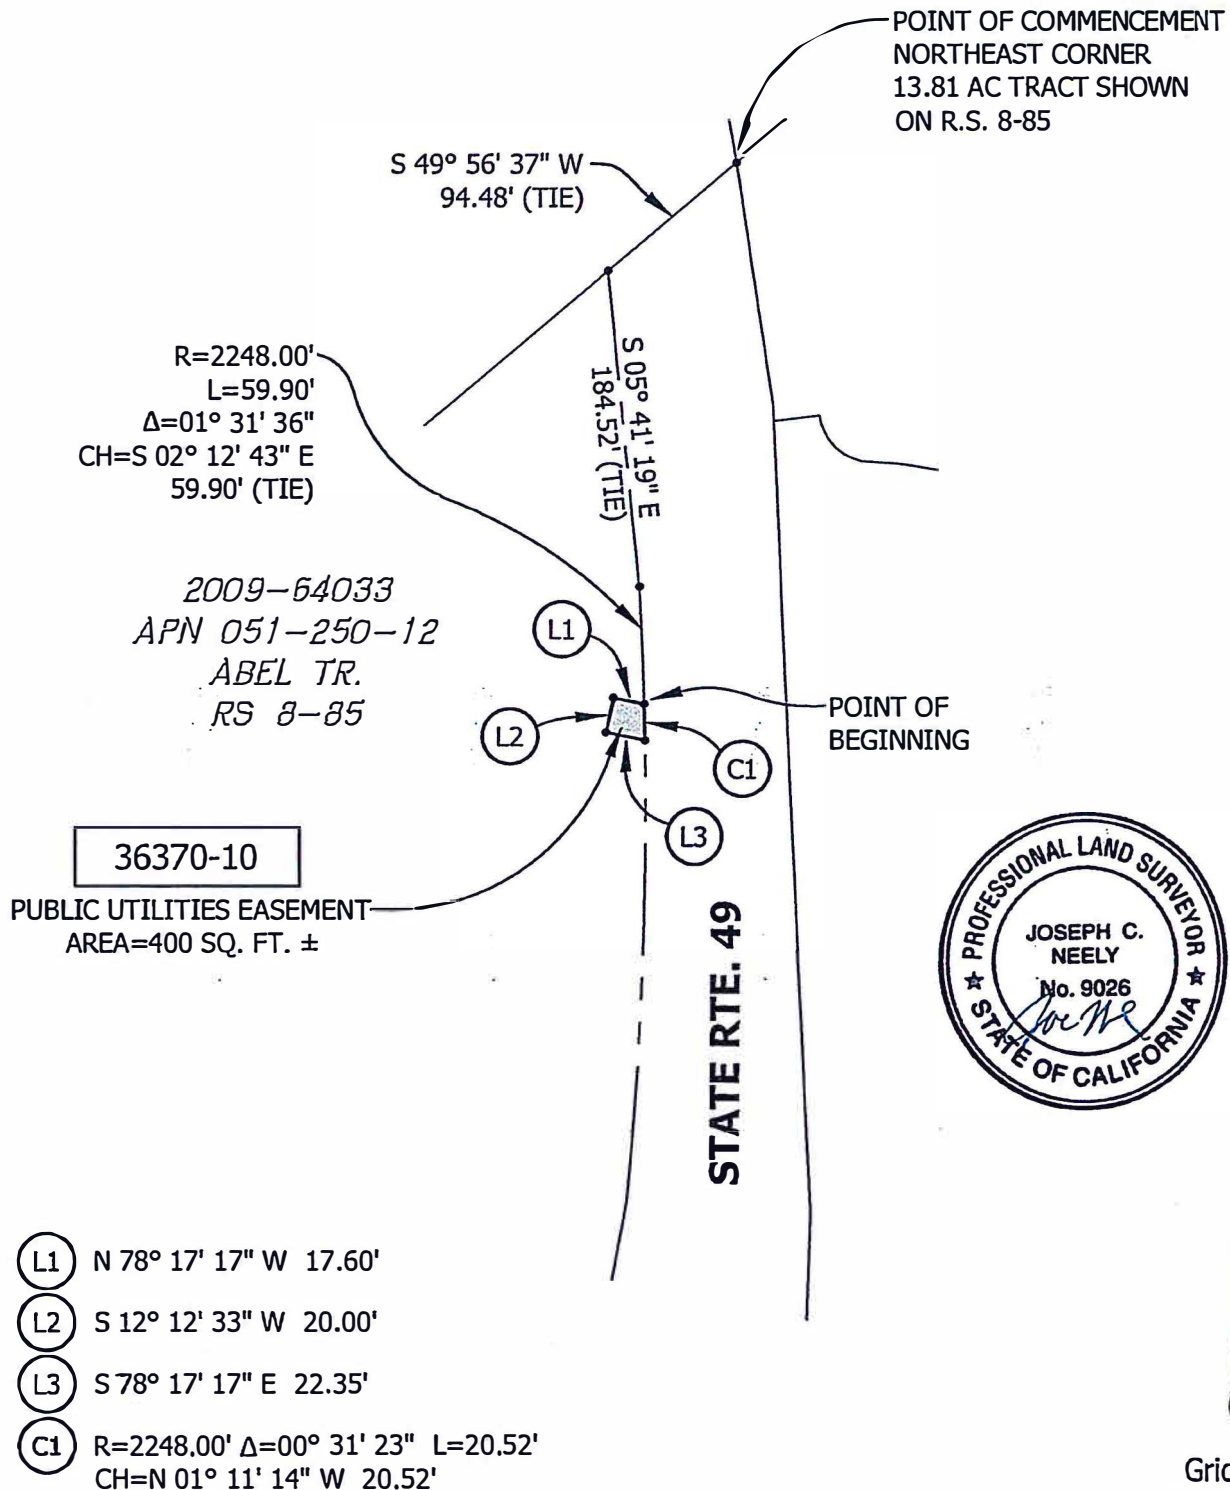 POINT OF COMMENCEMENT
NORTHEAST CORNER
13.81 AC TRACT SHOWN
ON R.S. 8-85
S 49° 56' 37" W
94.48' (TIE)
R=2248.00'
L=59.90'
Δ=01° 31' 36"
CH=S 02° 12' 43" E
59.90' (TIE)
S 05° 41' 19" E
184.52' (TIE)
2009-64033
APN 051-250-12
ABEL TR.
RS 8-85
L1
L2
POINT OF
BEGINNING
C1
L3
36370-10
PUBLIC UTILITIES EASEMENT
AREA=400 SQ. FT. ±
STATE RTE. 49
PROFESSIONAL LAND SURVEYOR
JOSEPH C.
NEELY
No. 9026
STATE OF CALIFORNIA
L1 N 78° 17' 17" W 17.60'
L2 S 12° 12' 33" W 20.00'
L3 S 78° 17' 17" E 22.35'
C1 R=2248.00' Δ=00° 31' 23" L=20.52'
CH=N 01° 11' 14" W 20.52'